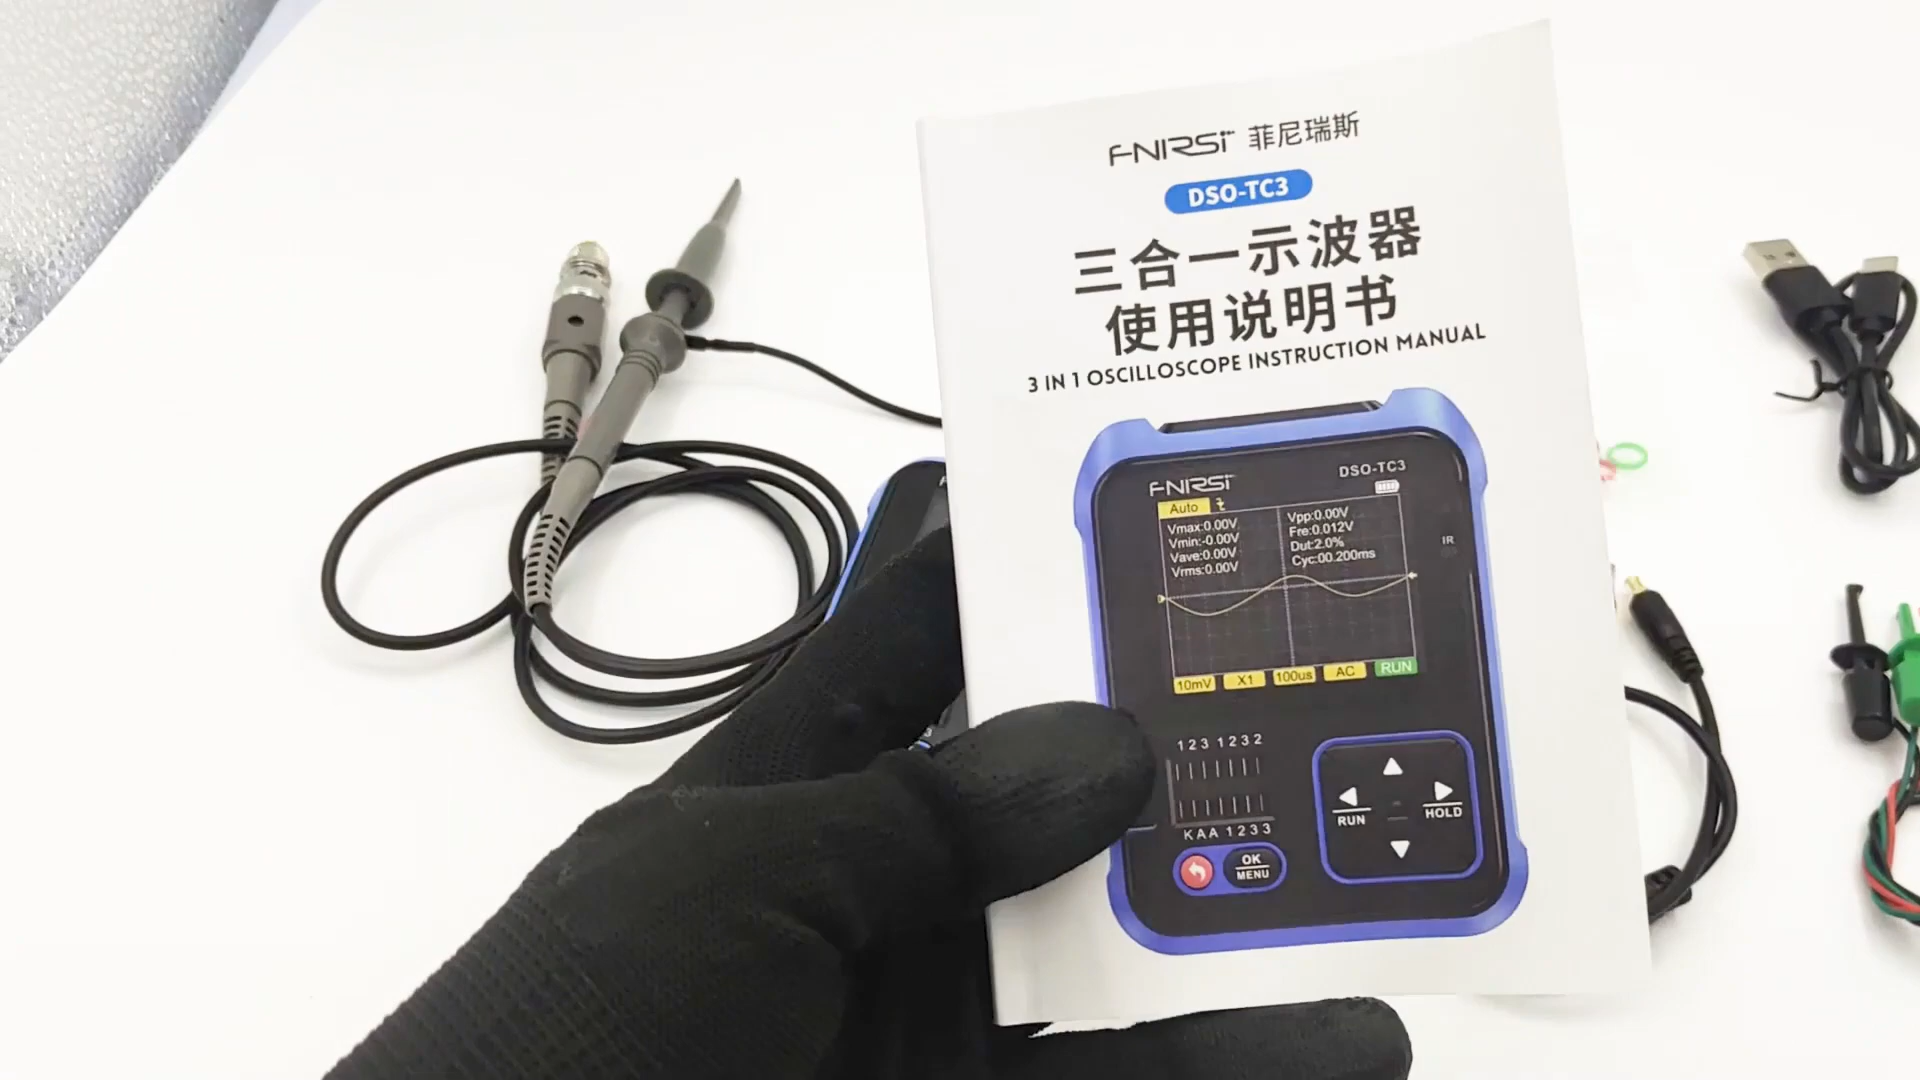 FNIRSI 菲尼瑞斯
DSO-TC3
三合一示波器
使用说明书
3 IN 1 OSCILLOSCOPE INSTRUCTION MANUAL
FNIRSI
DSO-TC3
Auto
Vmax:0.00V
Vpp:0.00V
Vmin:-0.00V
Fre:0.012V
Vave:0.00V
Dut:2.0%
Vrms:0.00V
Cyc:00.200ms
IR
10mV X1 100us AC RUN
1 2 3 1 2 3 2
K A A 1 2 3 3
RUN
HOLD
OK
MENU